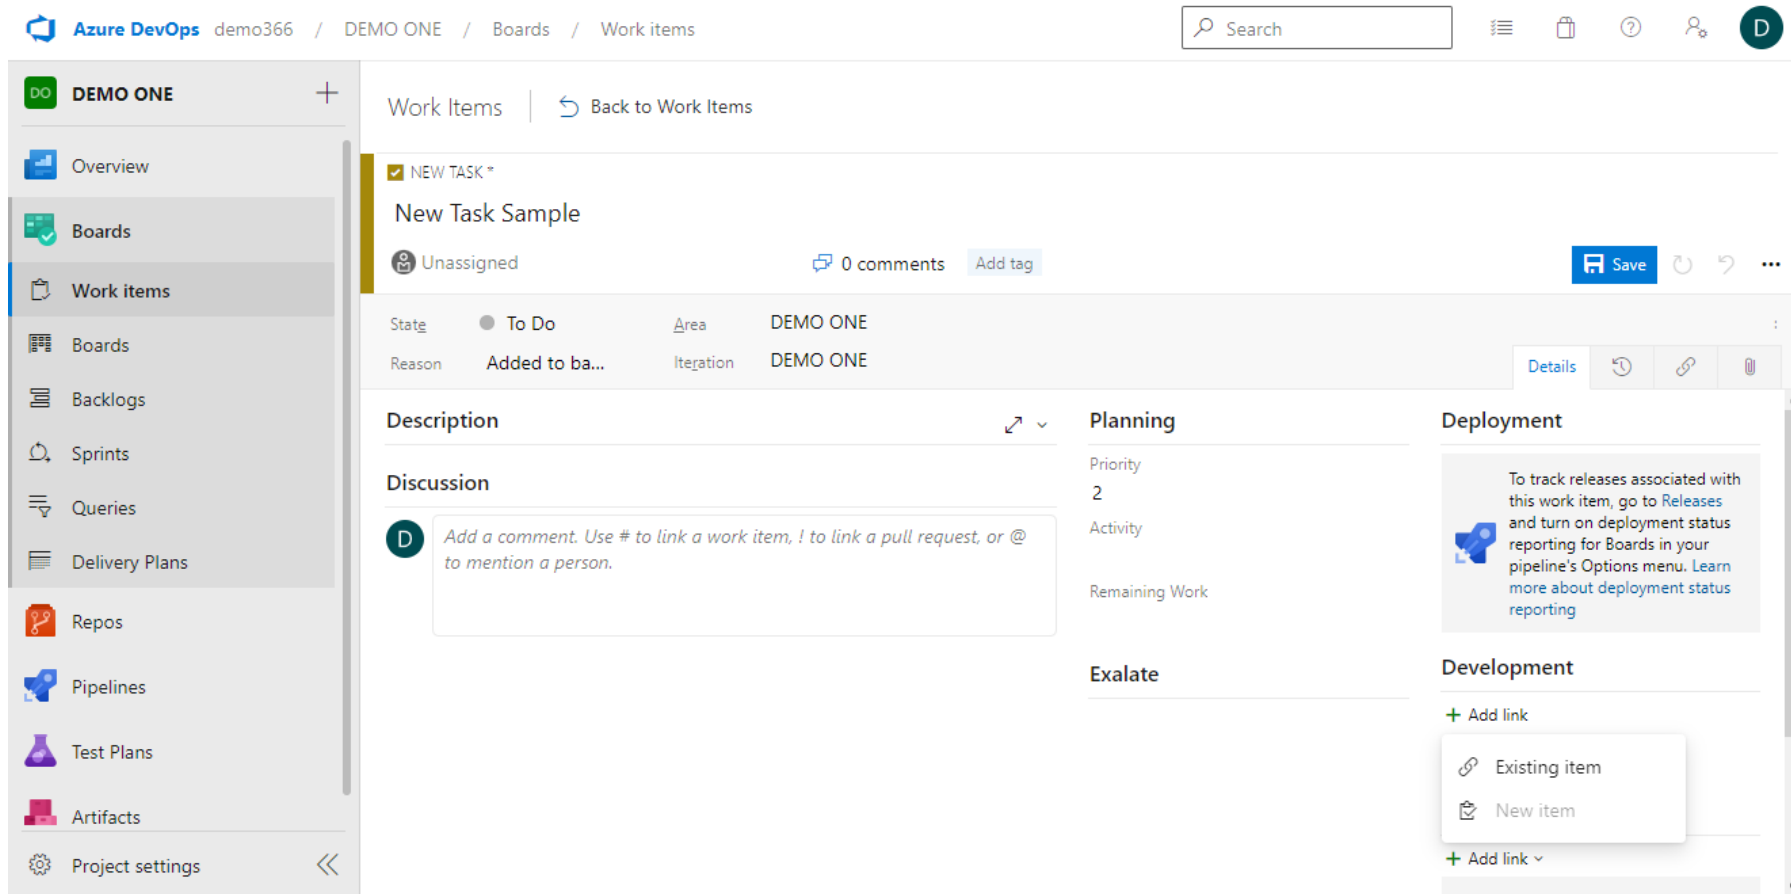 Azure DevOps demo366 / DEMO ONE / Boards / Work items
Search
D
DO DEMO ONE
Overview
Boards
Work items
Boards
Backlogs
Sprints
Queries
Delivery Plans
Repos
Pipelines
Test Plans
Artifacts
Project settings
Work Items
Back to Work Items
NEW TASK *
New Task Sample
Unassigned
0 comments
Add tag
Save
State To Do
Area DEMO ONE
Reason Added to ba...
Iteration DEMO ONE
Details
Description
Discussion
D
Add a comment. Use # to link a work item, ! to link a pull request, or @
to mention a person.
Planning
Priority
2
Activity
Remaining Work
Exalate
Deployment
To track releases associated with
this work item, go to Releases
and turn on deployment status
reporting for Boards in your
pipeline's Options menu. Learn
more about deployment status
reporting
Development
+ Add link
Existing item
New item
+ Add link